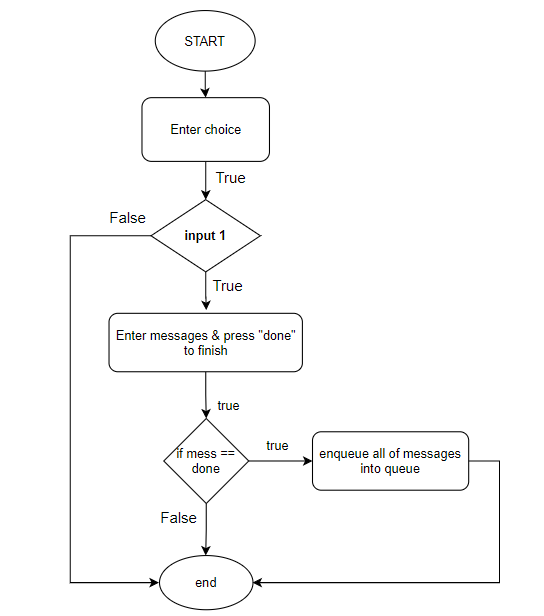 START
Enter choice
True
False
input 1
True
Enter messages & press "done"
to finish
true
if mess ==
done
true
enqueue all of messages
into queue
False
end